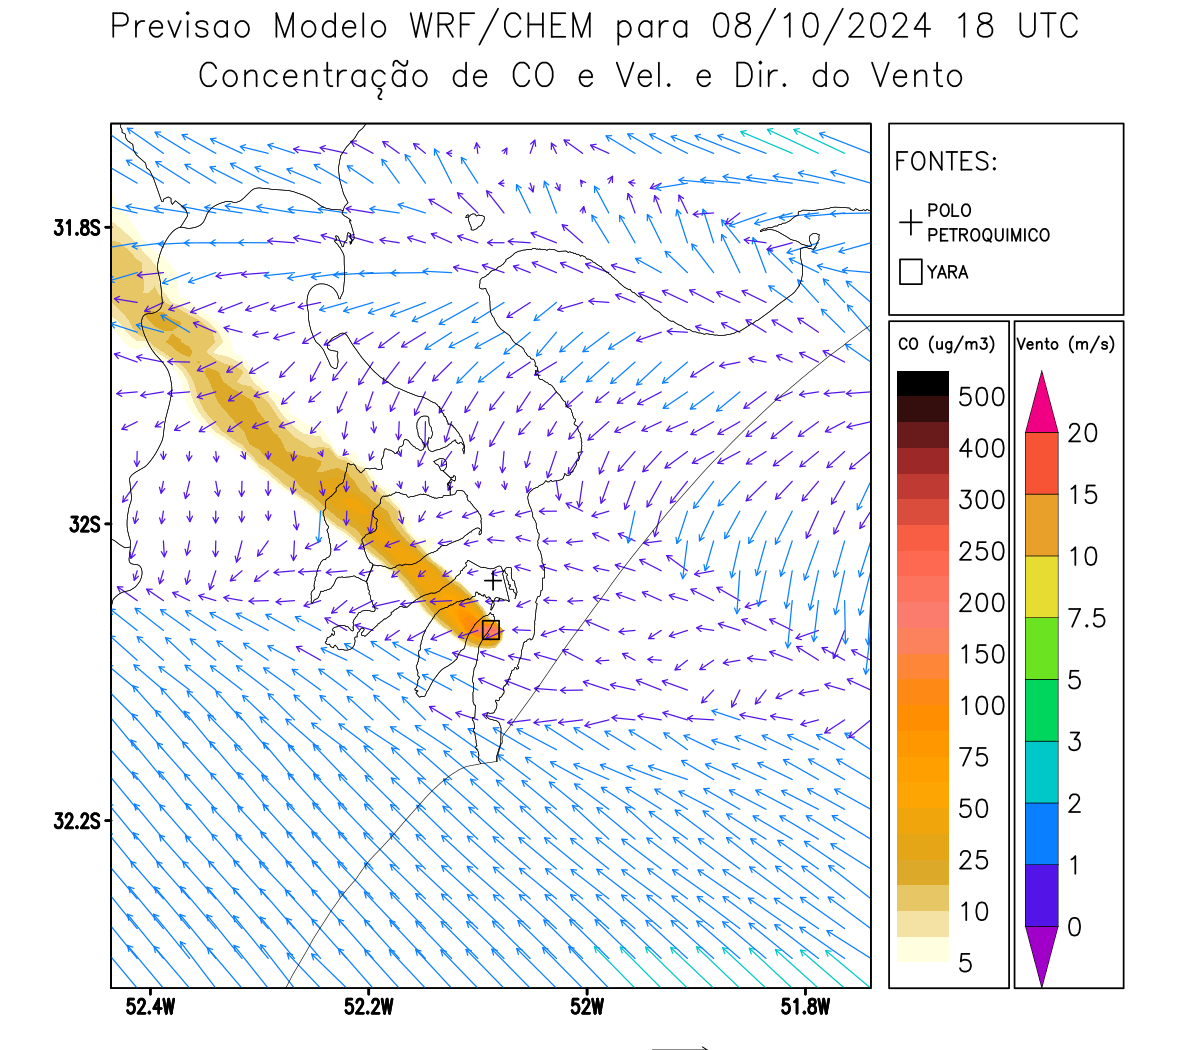 Previsao Modelo WRF/CHEM para 08/10/2024 18 UTC
Concentração de CO e Vel. e Dir. do Vento
FONTES:
POLO
PETROQUIMICO
YARA
CO (ug/m3)
500
400
300
250
200
150
100
75
50
25
10
5
Vento (m/s)
20
15
10
7.5
5
3
2
1
0
31.8S
32S
32.2S
52.4W
52.2W
52W
51.8W